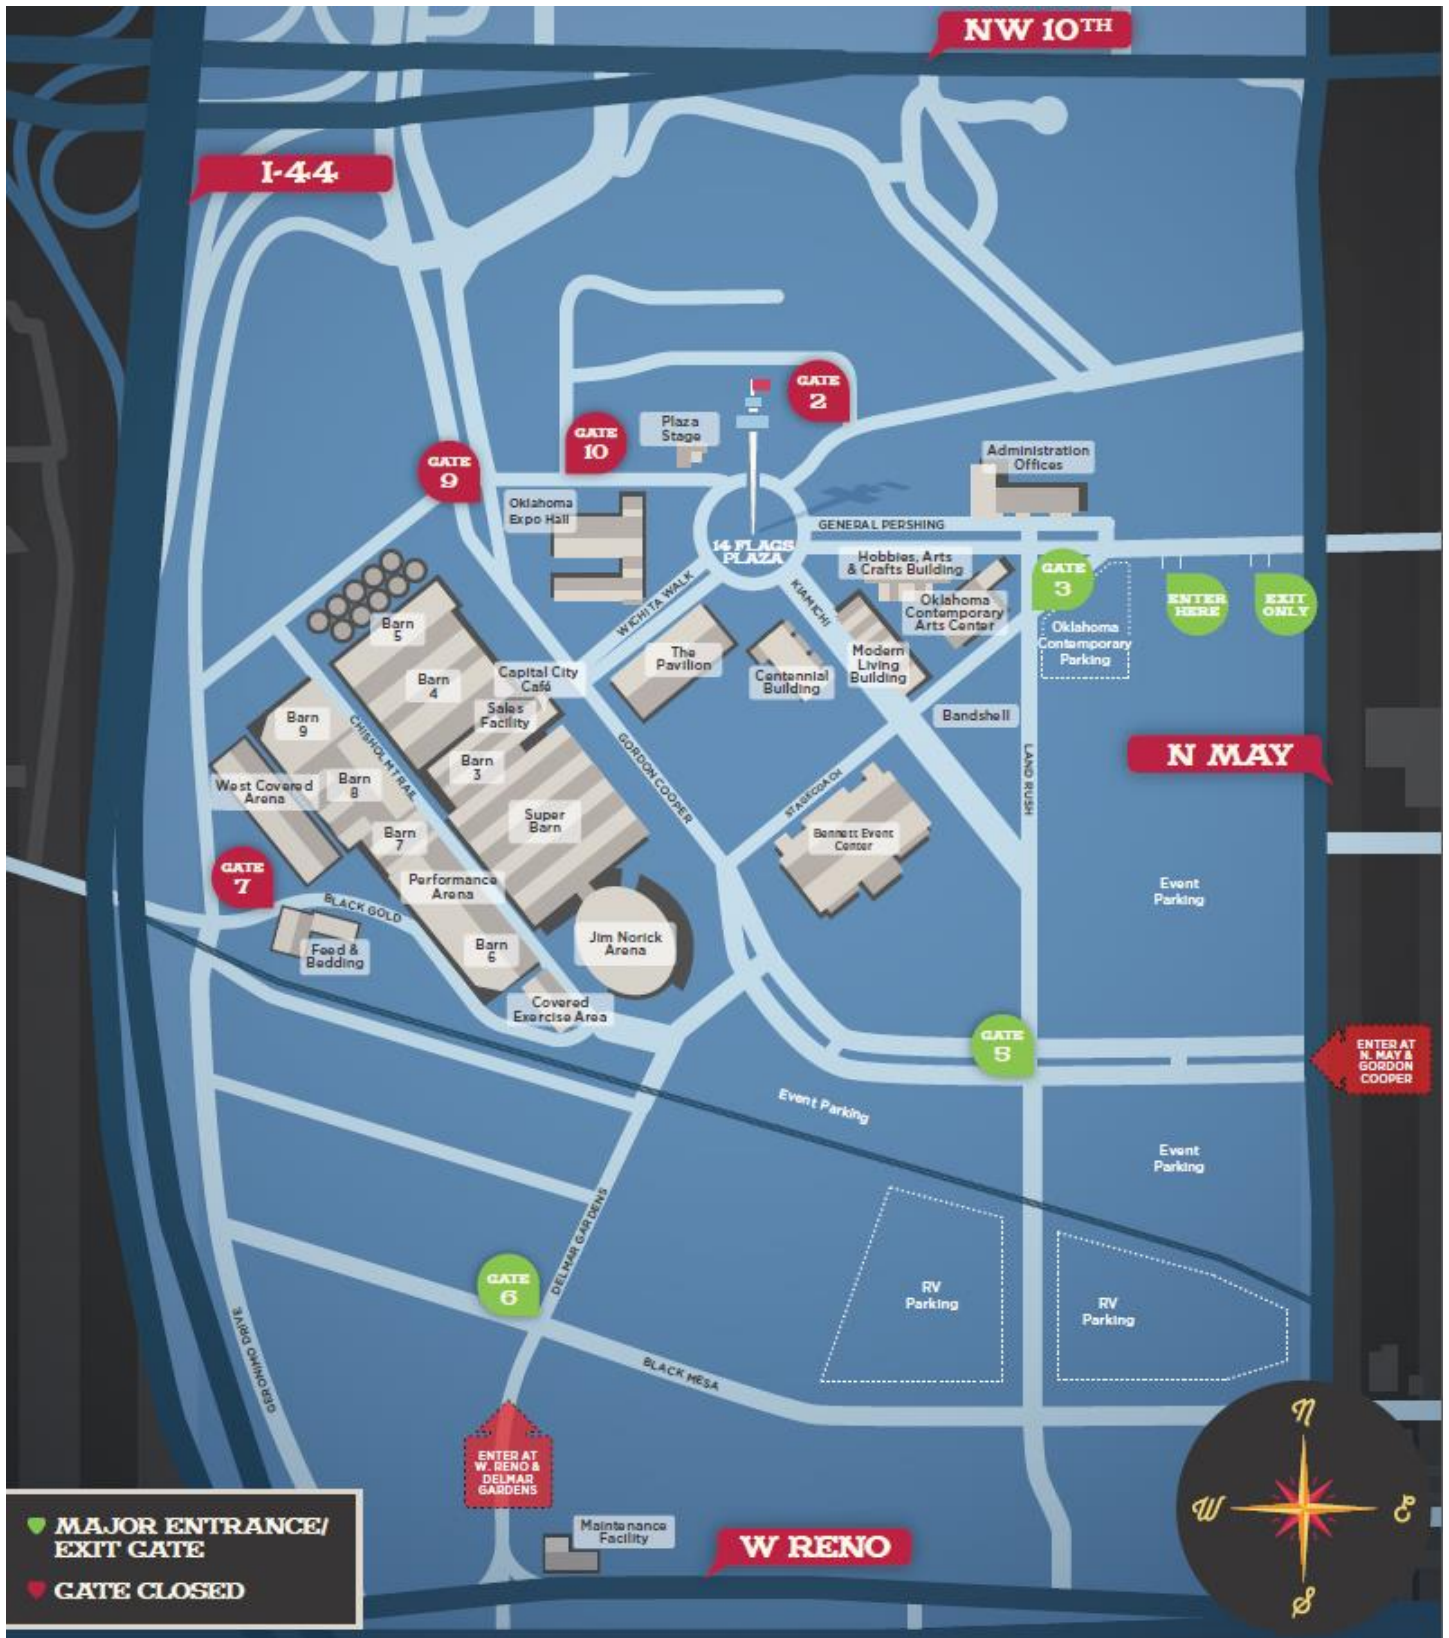 NW 10TH
I-44
GATE
2
Plaza
Stage
GATE
10
GATE
9
Administration
Offices
Oklahoma
Expo Hall
GENERAL PERSHING
14 FLAGS
PLAZA
Hobbies, Arts
& Crafts Building
GATE
3
ENTER
HERE
EXIT
ONLY
WICHITA WALK
KIAMICHI
Oklahoma
Contemporary
Arts Center
Oklahoma
Contemporary
Parking
Barn
5
The
Pavilion
Modern
Living
Building
Centennial
Building
Capital City
Café
Barn
4
Sales
Facility
Bandshell
Barn
9
CHISHOLM TRAIL
GORDON COOPER
LAND RUSH
N MAY
Barn
3
West Covered
Arena
Barn
8
STAGECOACH
Super
Barn
Barn
7
Bennett Event
Center
GATE
7
Performance
Arena
Event
Parking
BLACK GOLD
Feed &
Bedding
Barn
6
Jim Norick
Arena
Covered
Exercise Area
GATE
5
ENTER AT
N. MAY &
GORDON
COOPER
Event Parking
Event
Parking
DELMAR GARDENS
GATE
6
RV
Parking
RV
Parking
GERONIMO DRIVE
BLACK MESA
N
W
E
S
ENTER AT
W. RENO &
DELMAR
GARDENS
Maintenance
Facility
W RENO
MAJOR ENTRANCE/
EXIT GATE
GATE CLOSED